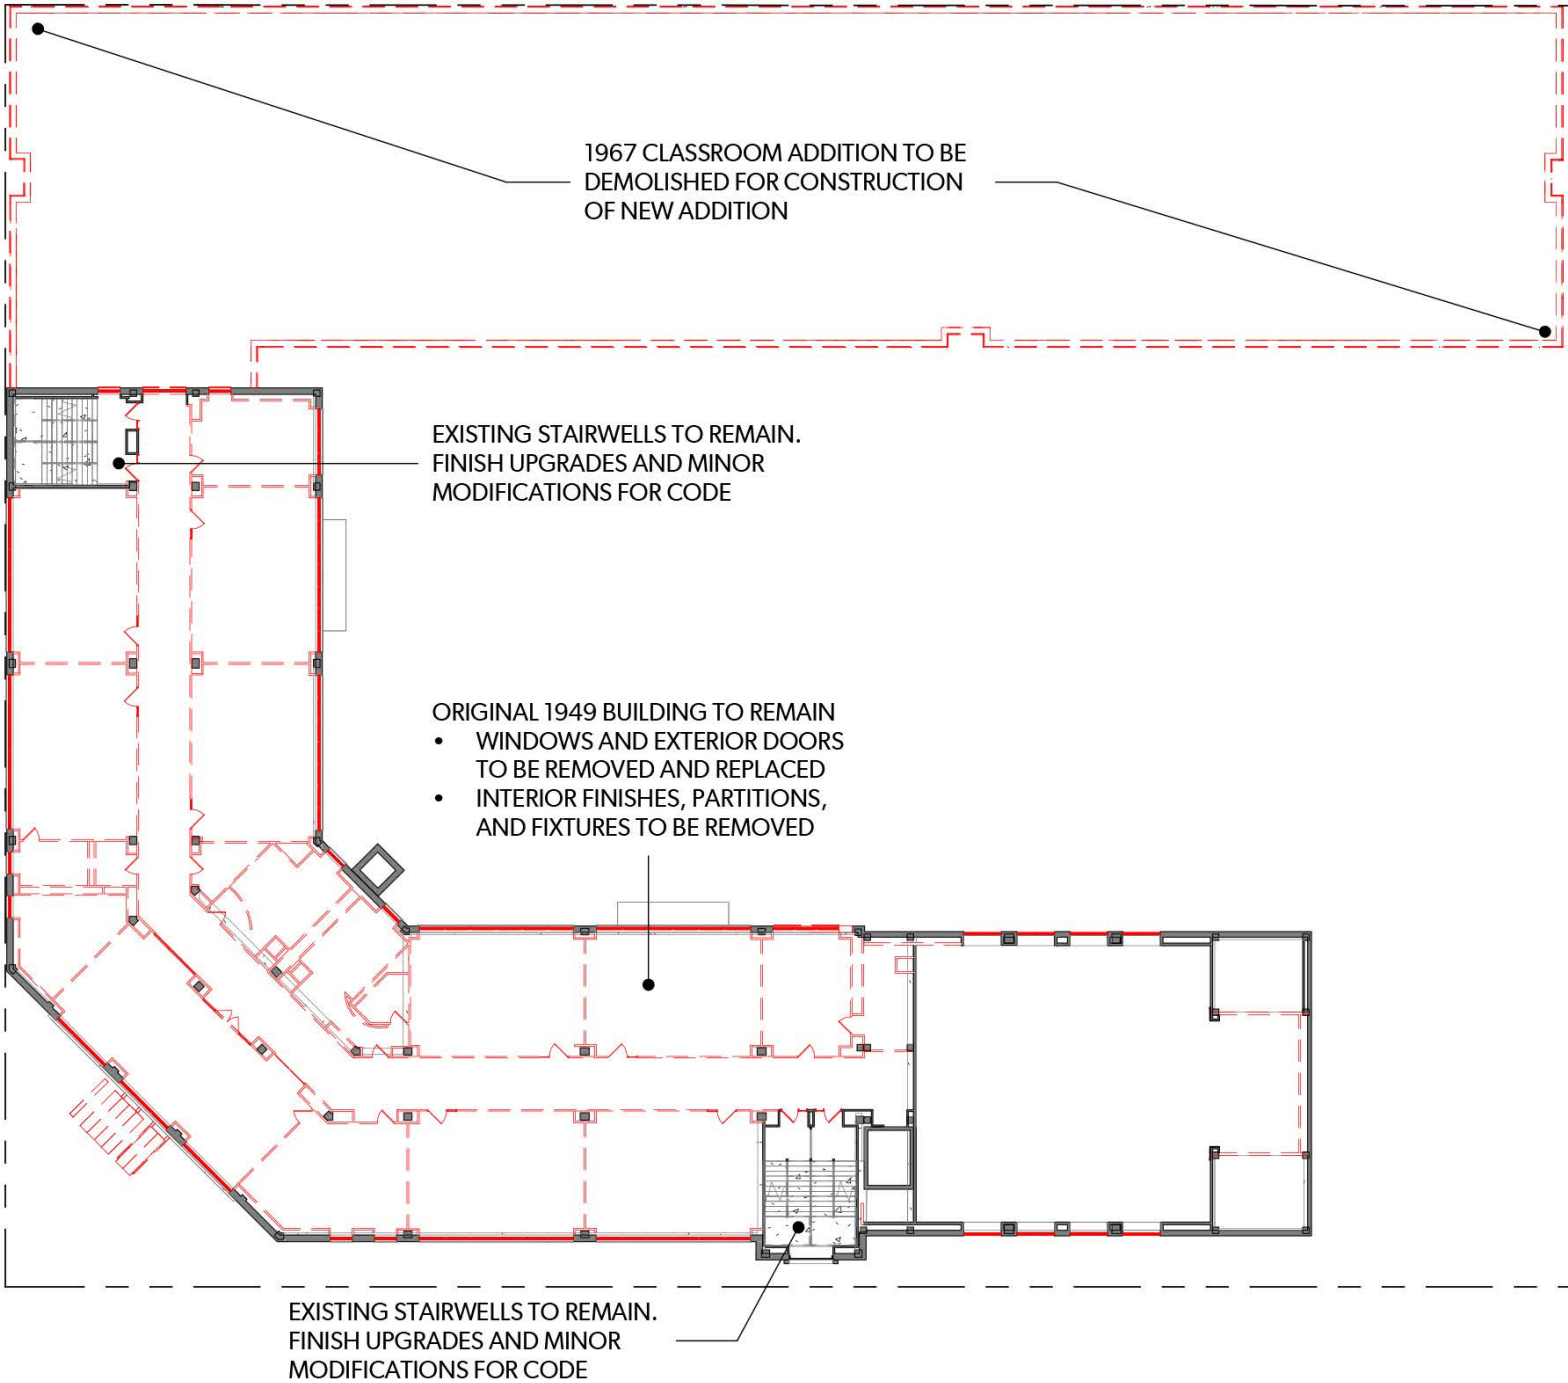 1967 CLASSROOM ADDITION TO BE
DEMOLISHED FOR CONSTRUCTION
OF NEW ADDITION
EXISTING STAIRWELLS TO REMAIN.
FINISH UPGRADES AND MINOR
MODIFICATIONS FOR CODE
ORIGINAL 1949 BUILDING TO REMAIN
• WINDOWS AND EXTERIOR DOORS
TO BE REMOVED AND REPLACED
• INTERIOR FINISHES, PARTITIONS,
AND FIXTURES TO BE REMOVED
EXISTING STAIRWELLS TO REMAIN.
FINISH UPGRADES AND MINOR
MODIFICATIONS FOR CODE